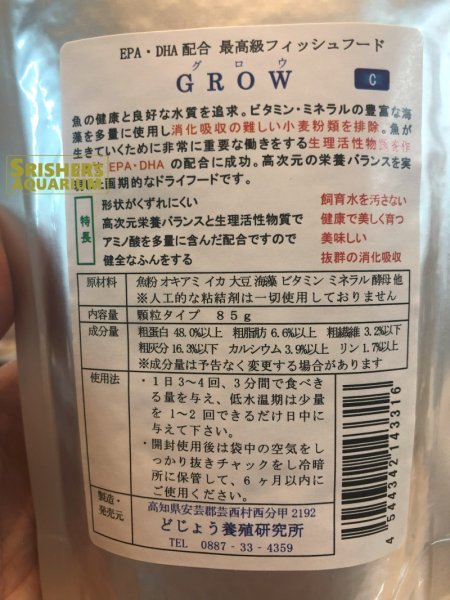 EPA・DHA配合 最高級フィッシュフード
グロウ
GROW
C
魚の健康と良好な水質を追求。ビタミン・ミネラルの豊富な海
藻を多量に使用し消化吸収の難しい小麦粉類を排除。魚が
生きていくために非常に重要な働きをする生理活性物質を作
EPA・DHA の配合に成功。高次元の栄養バランスを実
画期的なドライフードです。
SRISHER'S
AQUARIUM
特長
形状がくずれにくい 飼育水を汚さない
高次元栄養バランスと生理活性物質で 健康で美しく育つ
アミノ酸を多量に含んだ配合ですので 美味しい
健全なふんをする 抜群の消化吸収
原材料 魚粉 オキアミ イカ 大豆 海藻 ビタミン ミネラル 酵母 他
※人工的な粘結剤は一切使用しておりません
内容量 顆粒タイプ 85g
成分量 粗蛋白 48.0%以上 粗脂肪 6.6%以上 粗繊維 3.2%以下
粗灰分 16.3%以下 カルシウム 3.9%以上 リン 1.7%以上
※成分量は予告なく変更する場合があります
使用法 ・1日3～4回、3分間で食べき
る量を与え、低水温期は少量
を1～2回できるだけ日中に
与えて下さい。
・開封使用後は袋中の空気をし
っかり抜きチャックをし冷暗
所に保管して、6ヶ月以内に
ご使用ください。
製造・発売元
高知県安芸郡芸西村西分甲2192
どじょう養殖研究所
TEL 0887-33-4359
4544342143316